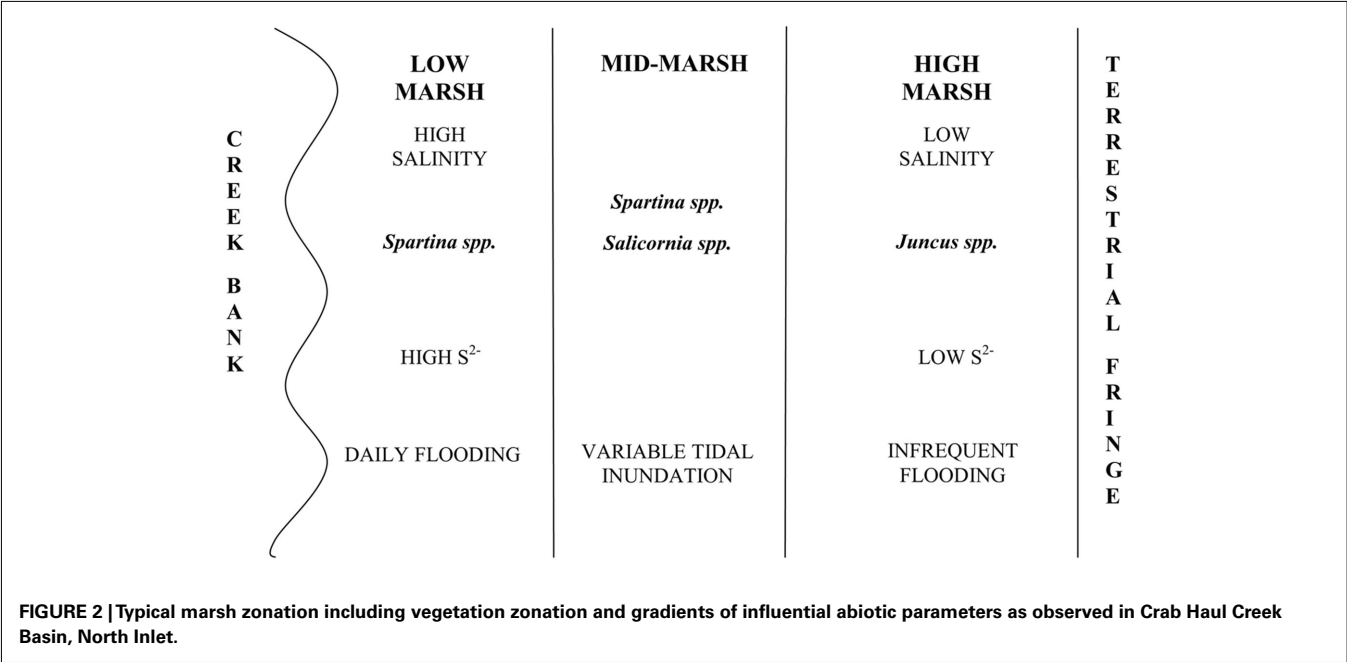 CREEK BANK
LOW
MARSH
HIGH
SALINITY
Spartina spp.
HIGH S²⁻
DAILY FLOODING
MID-MARSH
Spartina spp.
Salicornia spp.
VARIABLE TIDAL
INUNDATION
HIGH
MARSH
LOW
SALINITY
Juncus spp.
LOW S²⁻
INFREQUENT
FLOODING
TERRESTRIAL FRINGE
FIGURE 2 | Typical marsh zonation including vegetation zonation and gradients of influential abiotic parameters as observed in Crab Haul Creek
Basin, North Inlet.